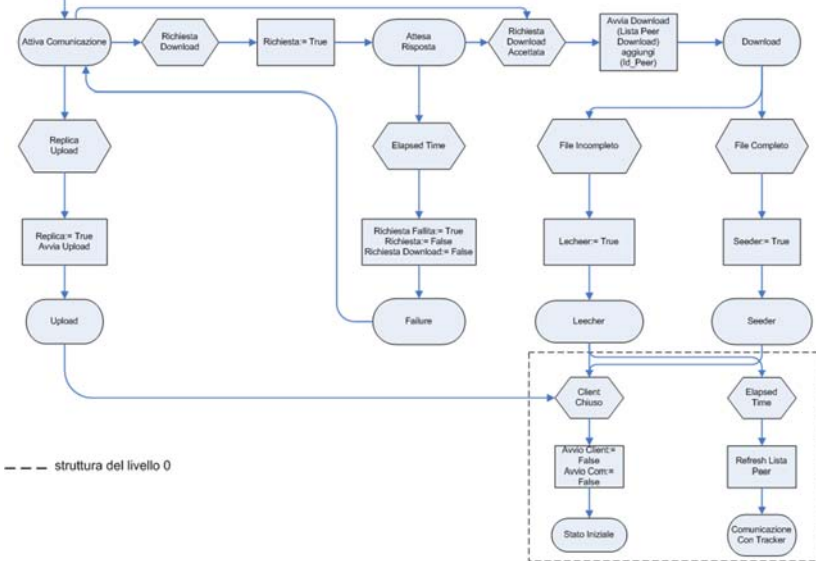 Attiva Comunicazione
Richiesta
Download
Richiesta:= True
Attesa
Risposta
Richiesta
Download
Accettata
Avvia Download
(Lista Peer
Download)
aggiungi
(Id_Peer)
Download
Replica
Upload
Elapsed Time
File Incompleto
File Completo
Replica:= True
Avvia Upload
Richiesta Fallita:= True
Richiesta:= False
Richiesta Download:= False
Lecheer:= True
Seeder:= True
Upload
Failure
Leecher
Seeder
Client
Chiuso
Elapsed
Time
Avvio Client:=
False
Avvio Com:=
False
Refresh Lista
Peer
Stato Iniziale
Comunicazione
Con Tracker
struttura del livello 0